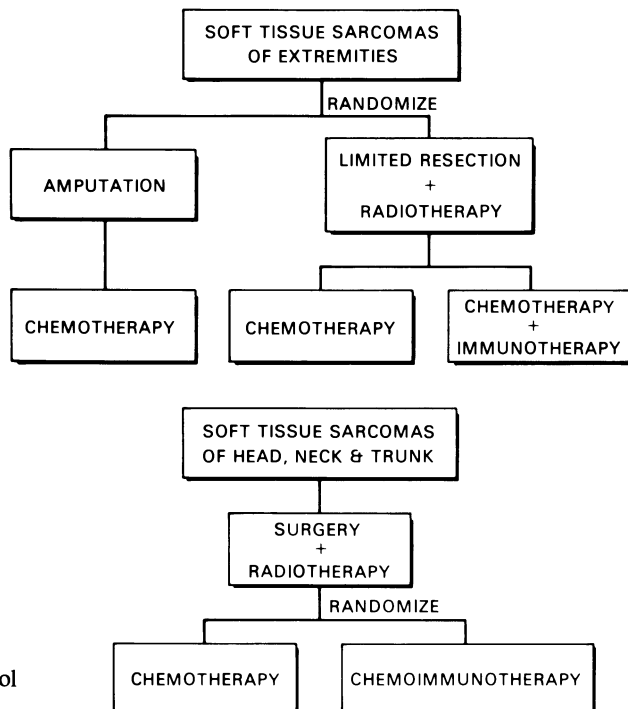 SOFT TISSUE SARCOMAS
OF EXTREMITIES
RANDOMIZE
AMPUTATION
LIMITED RESECTION
+
RADIOTHERAPY
CHEMOTHERAPY
CHEMOTHERAPY
CHEMOTHERAPY
+
IMMUNOTHERAPY
SOFT TISSUE SARCOMAS
OF HEAD, NECK & TRUNK
SURGERY
+
RADIOTHERAPY
RANDOMIZE
ol
CHEMOTHERAPY
CHEMOIMMUNOTHERAPY